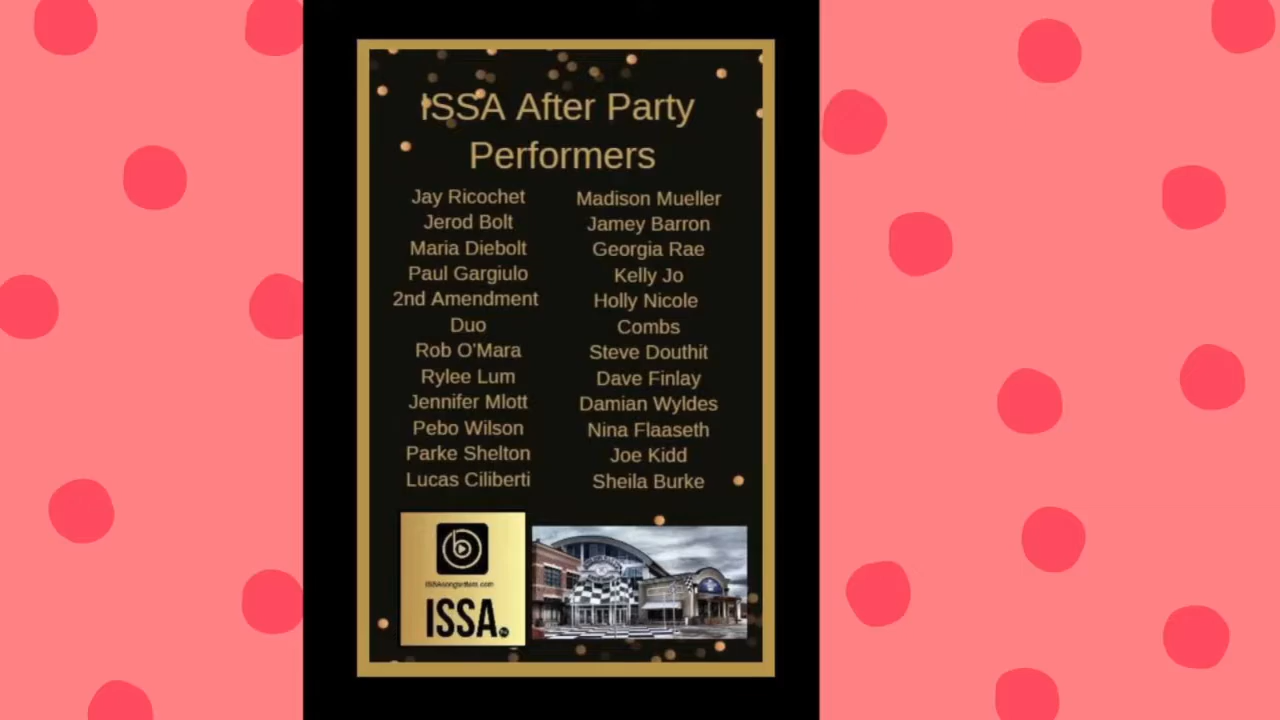 ISSA After Party
Performers
Jay Ricochet
Jerod Bolt
Maria Diebolt
Paul Gargiulo
2nd Amendment
Duo
Rob O'Mara
Rylee Lum
Jennifer Mlott
Pebo Wilson
Parke Shelton
Lucas Ciliberti
Madison Mueller
Jamey Barron
Georgia Rae
Kelly Jo
Holly Nicole
Combs
Steve Douthit
Dave Finlay
Damian Wyldes
Nina Flaaseth
Joe Kidd
Sheila Burke
ISSAsongwriters.com
ISSA